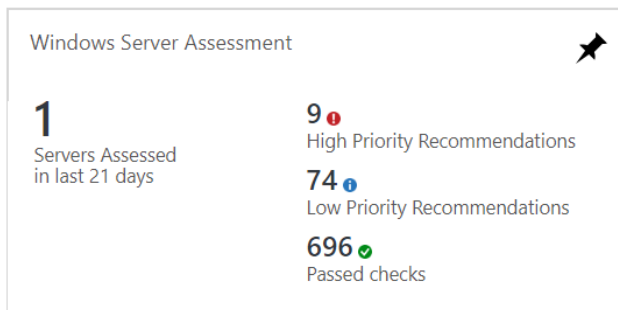 Windows Server Assessment
1
Servers Assessed
in last 21 days
9
High Priority Recommendations
74
Low Priority Recommendations
696
Passed checks